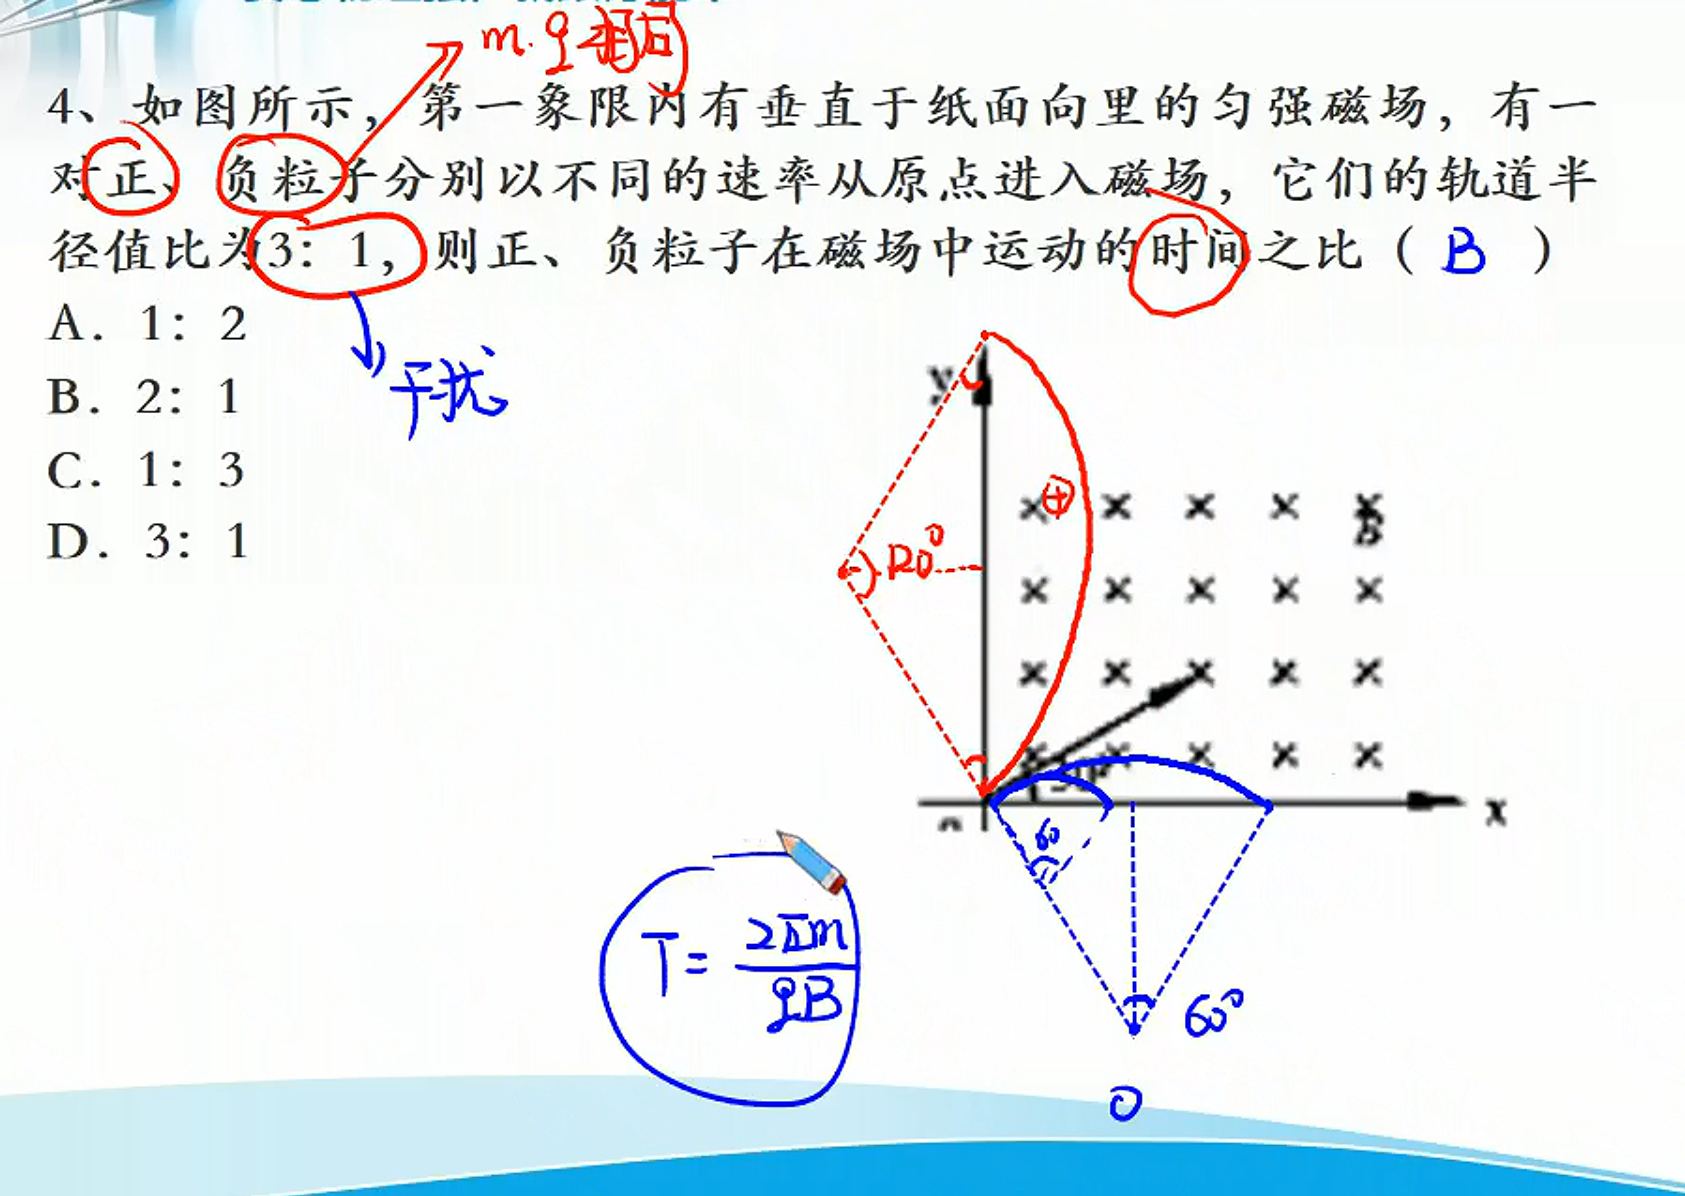 m. q 相同
4、如图所示，第一象限内有垂直于纸面向里的匀强磁场，有一
对正、负粒子分别以不同的速率从原点进入磁场，它们的轨道半
径值比为3：1，则正、负粒子在磁场中运动的时间之比（ B ）
A. 1：2
B. 2：1
C. 1：3
D. 3：1
干扰
y
B
120°
x
60
T= 2πm/qB
60°
O